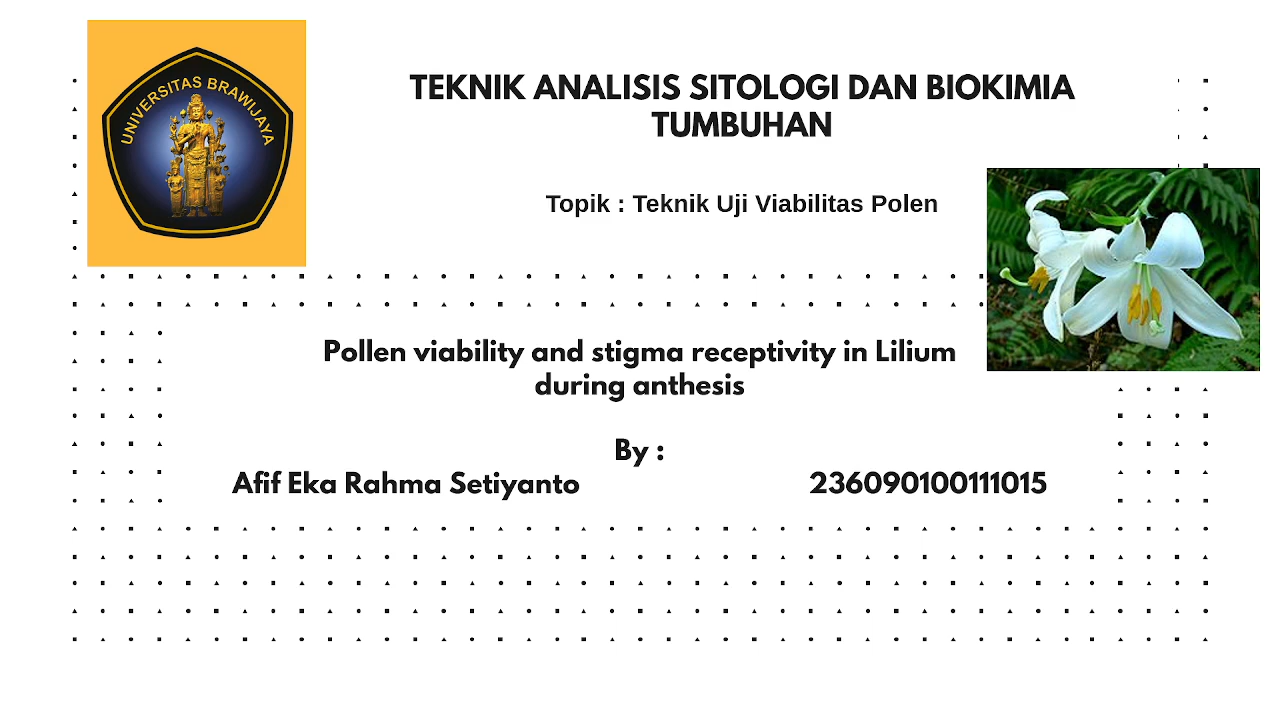 UNIVERSITAS BRAWIJAYA
TEKNIK ANALISIS SITOLOGI DAN BIOKIMIA
TUMBUHAN
Topik : Teknik Uji Viabilitas Polen
Pollen viability and stigma receptivity in Lilium
during anthesis
By :
Afif Eka Rahma Setiyanto 236090100111015